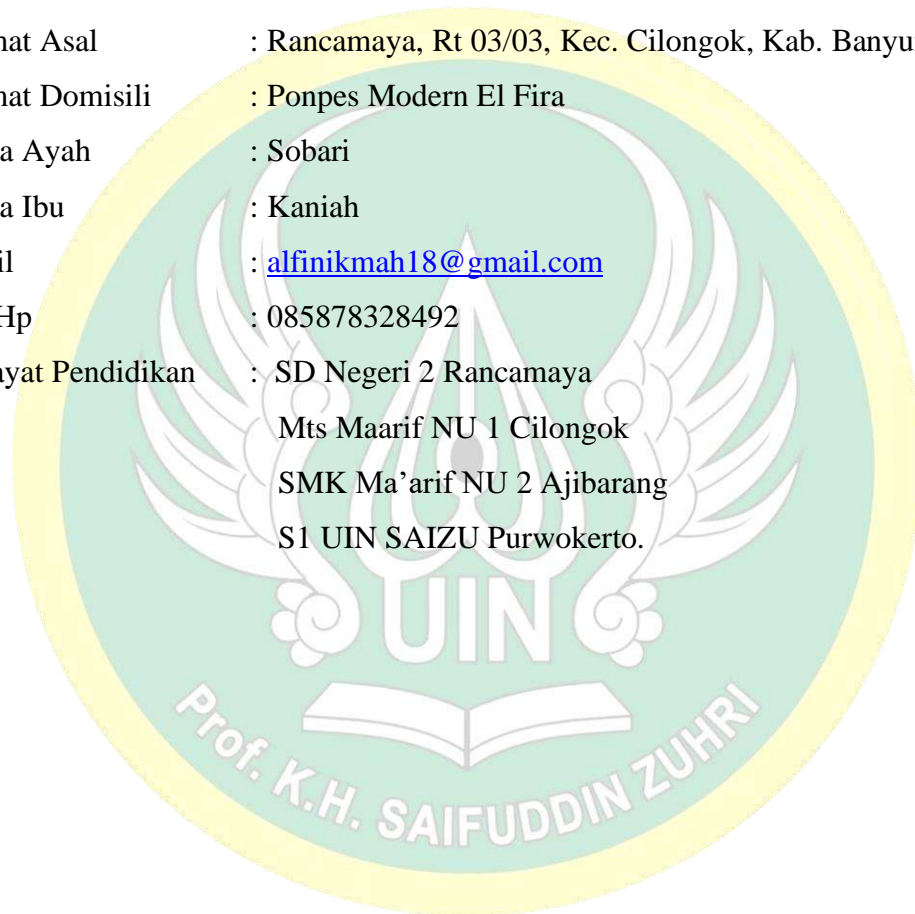 mat Asal : Rancamaya, Rt 03/03, Kec. Cilongok, Kab. Banyu
mat Domisili : Ponpes Modern El Fira
a Ayah : Sobari
a Ibu : Kaniah
il : alfinikmah18@gmail.com
Hp : 085878328492
ayat Pendidikan : SD Negeri 2 Rancamaya
Mts Maarif NU 1 Cilongok
SMK Ma’arif NU 2 Ajibarang
S1 UIN SAIZU Purwokerto.
UIN
Prof. K.H. SAIFUDDIN ZUHRI